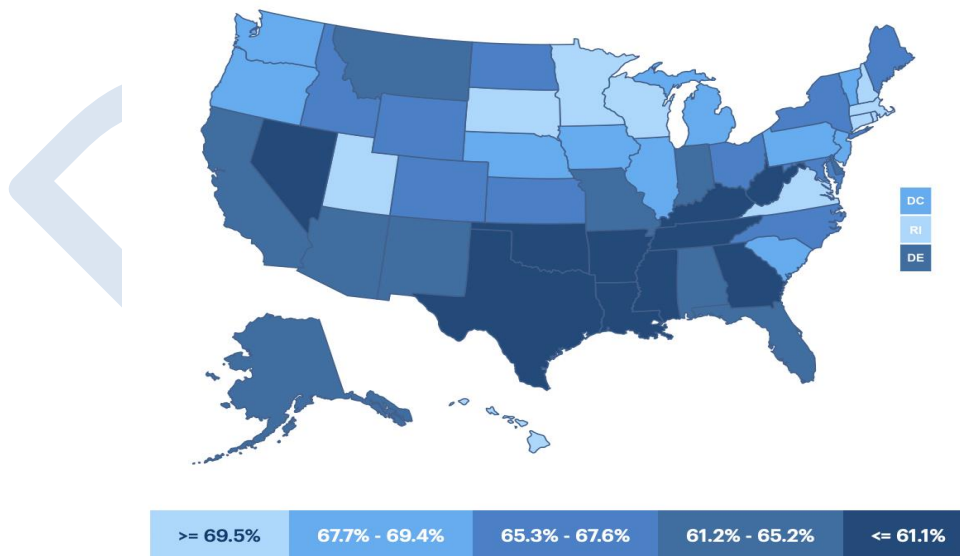 DC
RI
DE
>= 69.5% 67.7% - 69.4% 65.3% - 67.6% 61.2% - 65.2% <= 61.1%